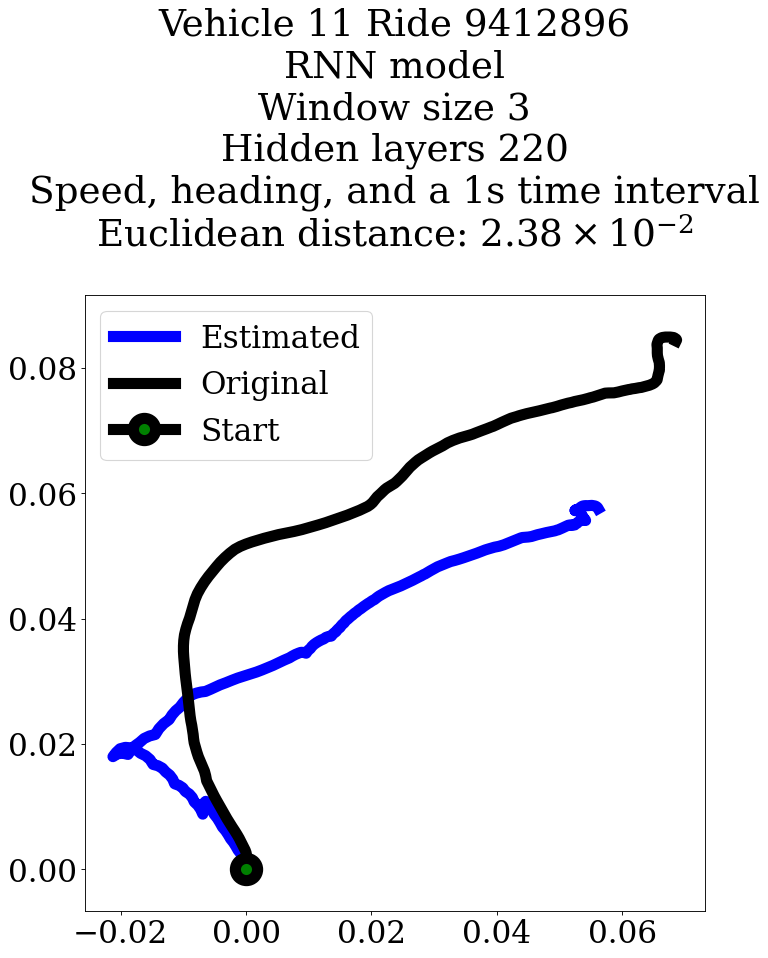 Vehicle 11 Ride 9412896
RNN model
Window size 3
Hidden layers 220
Speed, heading, and a 1s time interval
Euclidean distance: 2.38 × 10⁻²
Estimated
Original
Start
0.08
0.06
0.04
0.02
0.00
−0.02 0.00 0.02 0.04 0.06